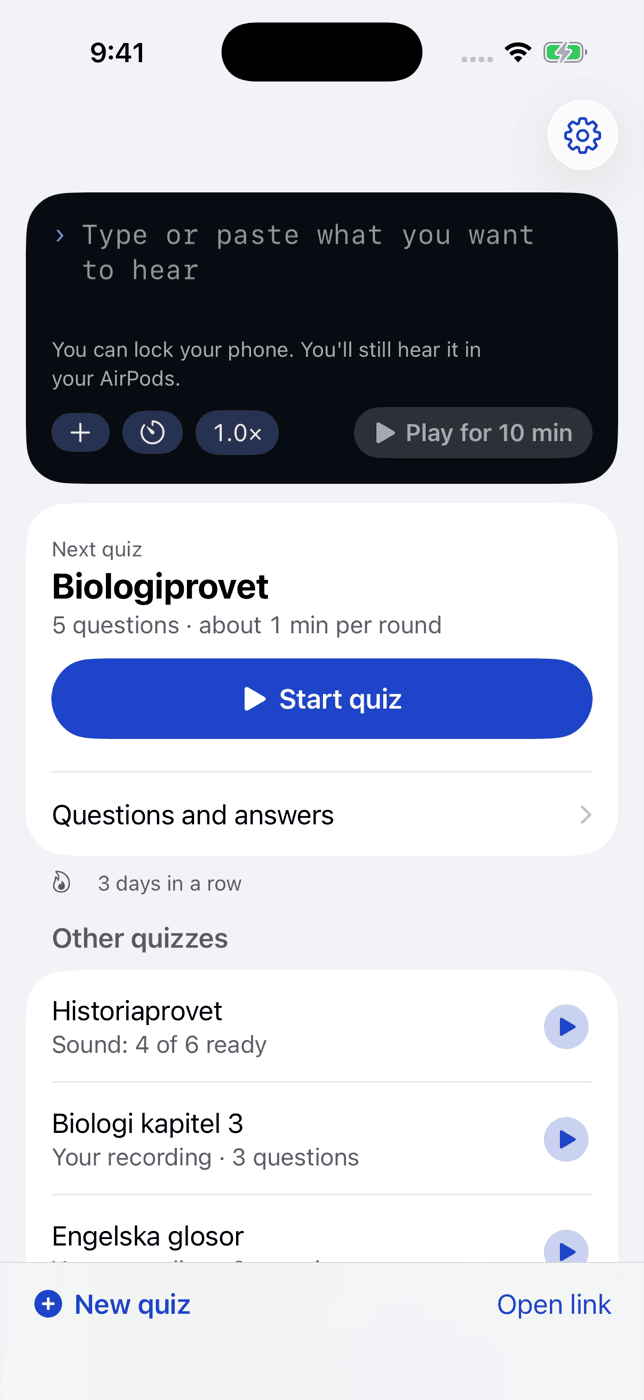 9:41
› Type or paste what you want
to hear
You can lock your phone. You'll still hear it in
your AirPods.
1.0×
Play for 10 min
Next quiz
Biologiprovet
5 questions · about 1 min per round
Start quiz
Questions and answers
3 days in a row
Other quizzes
Historiaprovet
Sound: 4 of 6 ready
Biologi kapitel 3
Your recording · 3 questions
Engelska glosor
New quiz
Open link